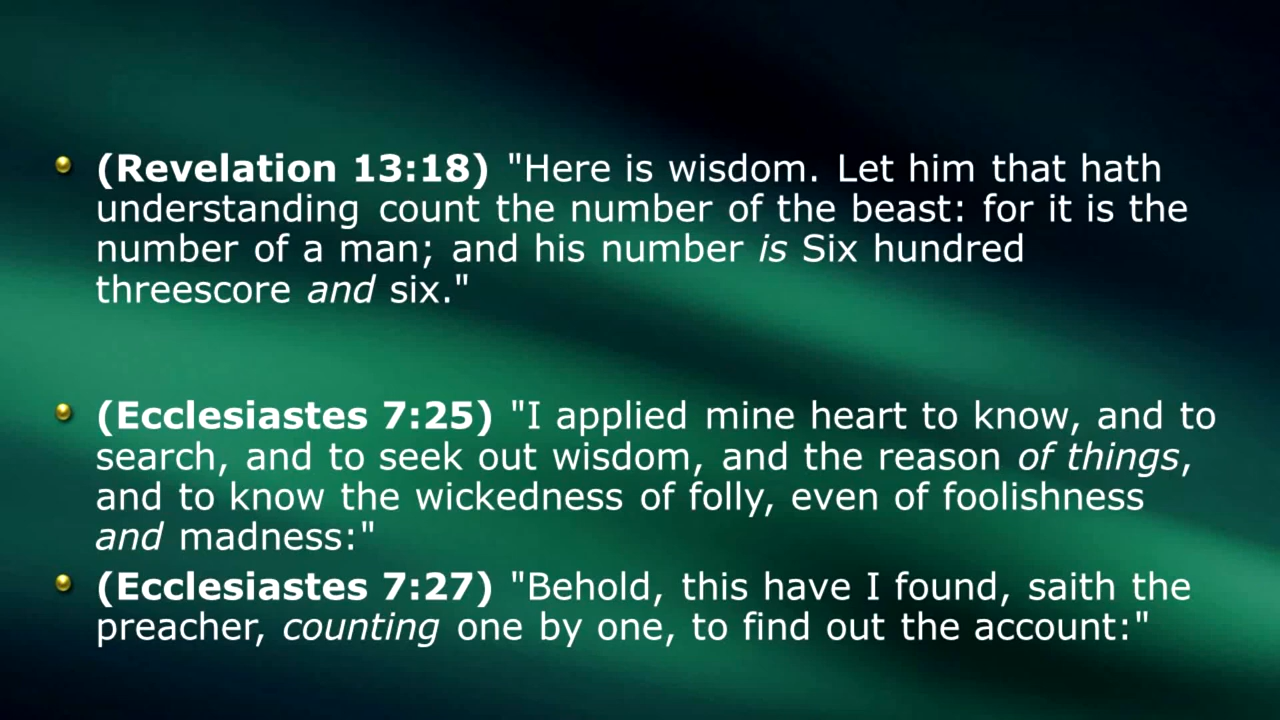 (Revelation 13:18) "Here is wisdom. Let him that hath
understanding count the number of the beast: for it is the
number of a man; and his number is Six hundred
threescore and six."
(Ecclesiastes 7:25) "I applied mine heart to know, and to
search, and to seek out wisdom, and the reason of things,
and to know the wickedness of folly, even of foolishness
and madness:"
(Ecclesiastes 7:27) "Behold, this have I found, saith the
preacher, counting one by one, to find out the account:"